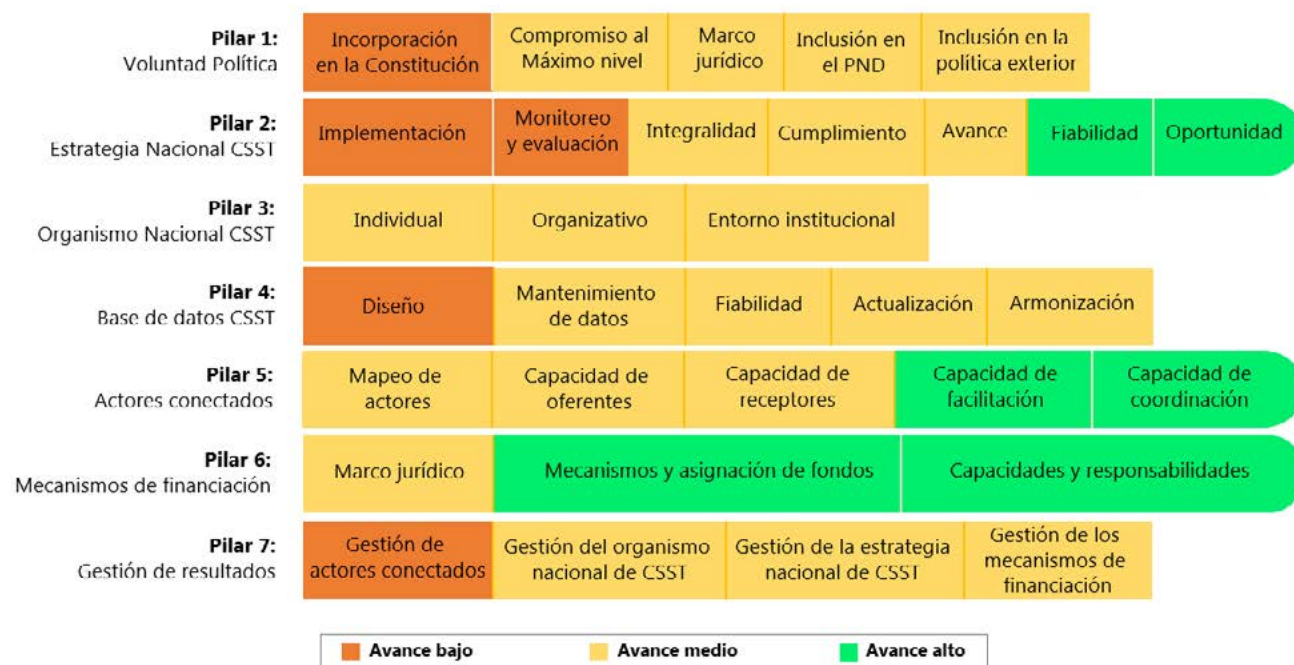 Pilar 1:
Voluntad Política
Incorporación
en la Constitución
Compromiso al
Máximo nivel
Marco
jurídico
Inclusión en
el PND
Inclusión en la
política exterior
Pilar 2:
Estrategia Nacional CSST
Implementación
Monitoreo
y evaluación
Integralidad
Cumplimiento
Avance
Fiabilidad
Oportunidad
Pilar 3:
Organismo Nacional CSST
Individual
Organizativo
Entorno institucional
Pilar 4:
Base de datos CSST
Diseño
Mantenimiento
de datos
Fiabilidad
Actualización
Armonización
Pilar 5:
Actores conectados
Mapeo de
actores
Capacidad de
oferentes
Capacidad de
receptores
Capacidad de
facilitación
Capacidad de
coordinación
Pilar 6:
Mecanismos de financiación
Marco jurídico
Mecanismos y asignación de fondos
Capacidades y responsabilidades
Pilar 7:
Gestión de resultados
Gestión de
actores conectados
Gestión del organismo
nacional de CSST
Gestión de la estrategia
nacional de CSST
Gestión de los
mecanismos de
financiación
Avance bajo
Avance medio
Avance alto